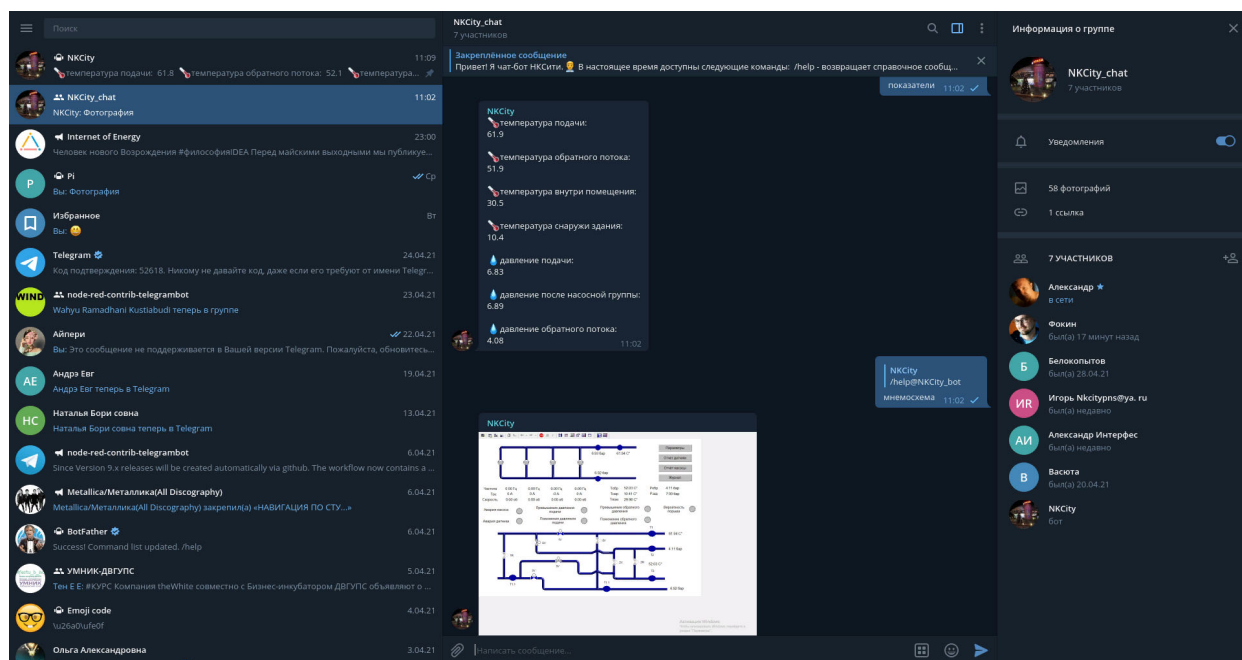 Поиск
NKCity 11:09
температура подачи: 61.8 температура обратного потока: 52.1 температура...
NKCity_chat 11:02
NKCity: Фотография
Internet of Energy 23:00
Человек нового Возрождения #философияIDEA Перед майскими выходными мы публикуе...
Pi Ср
Вы: Фотография
Избранное Вт
Вы:
Telegram 24.04.21
Код подтверждения: 52618. Никому не давайте код, даже если его требуют от имени Telegr...
node-red-contrib-telegrambot 23.04.21
Wahyu Ramadhani Kustiabudi теперь в группе
WIND
Айпери 22.04.21
Вы: Это сообщение не поддерживается в Вашей версии Telegram. Пожалуйста, обновитесь...
АЕ
Андрэ Евг 19.04.21
Андрэ Евг теперь в Telegram
НС
Наталья Бори совна 13.04.21
Наталья Бори совна теперь в Telegram
node-red-contrib-telegrambot 6.04.21
Since Version 9.x releases will be created automatically via github. The workflow now contains a ...
Metallica/Металлика(All Discography) 6.04.21
Metallica/Металлика(All Discography) закрепил(а) «НАВИГАЦИЯ ПО СТУ...»
BotFather 6.04.21
Success! Command list updated. /help
УМНИК-ДВГУПС 5.04.21
Тен Е Е: #КУРС Компания theWhite совместно с Бизнес-инкубатором ДВГУПС объявляют о ...
Emoji code 4.04.21
\u26a0\ufe0f
Ольга Александровна 3.04.21
NKCity_chat
7 участников
Закреплённое сообщение
Привет! Я чат-бот НКСити. В настоящее время доступны следующие команды: /help - возвращает справочное сообщ...
показатели 11:02
NKCity
температура подачи:
61.9
температура обратного потока:
51.9
температура внутри помещения:
30.5
температура снаружи здания:
10.4
давление подачи:
6.83
давление после насосной группы:
6.89
давление обратного потока:
4.08 11:02
NKCity
/help@NKCity_bot
мнемосхема 11:02
NKCity
Написать сообщение...
Информация о группе
NKCity_chat
7 участников
Уведомления
58 фотографий
1 ссылка
7 УЧАСТНИКОВ
Александр
в сети
Фокин
был(а) 17 минут назад
Б
Белокопытов
был(а) 28.04.21
ИR
Игорь Nkcitypns@ya. ru
был(а) недавно
АИ
Александр Интерфес
был(а) недавно
В
Васюта
был(а) 20.04.21
NKCity
бот